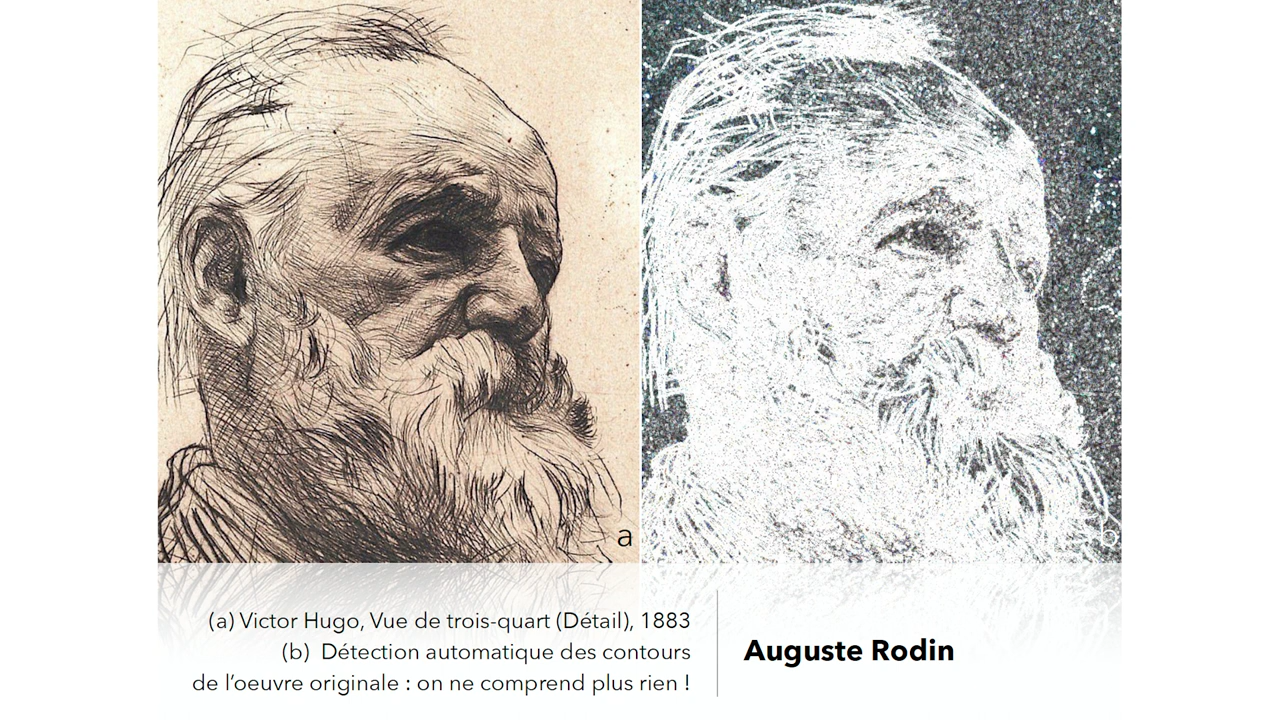 a
b
(a) Victor Hugo, Vue de trois-quart (Détail), 1883
(b) Détection automatique des contours
de l'oeuvre originale : on ne comprend plus rien !
Auguste Rodin